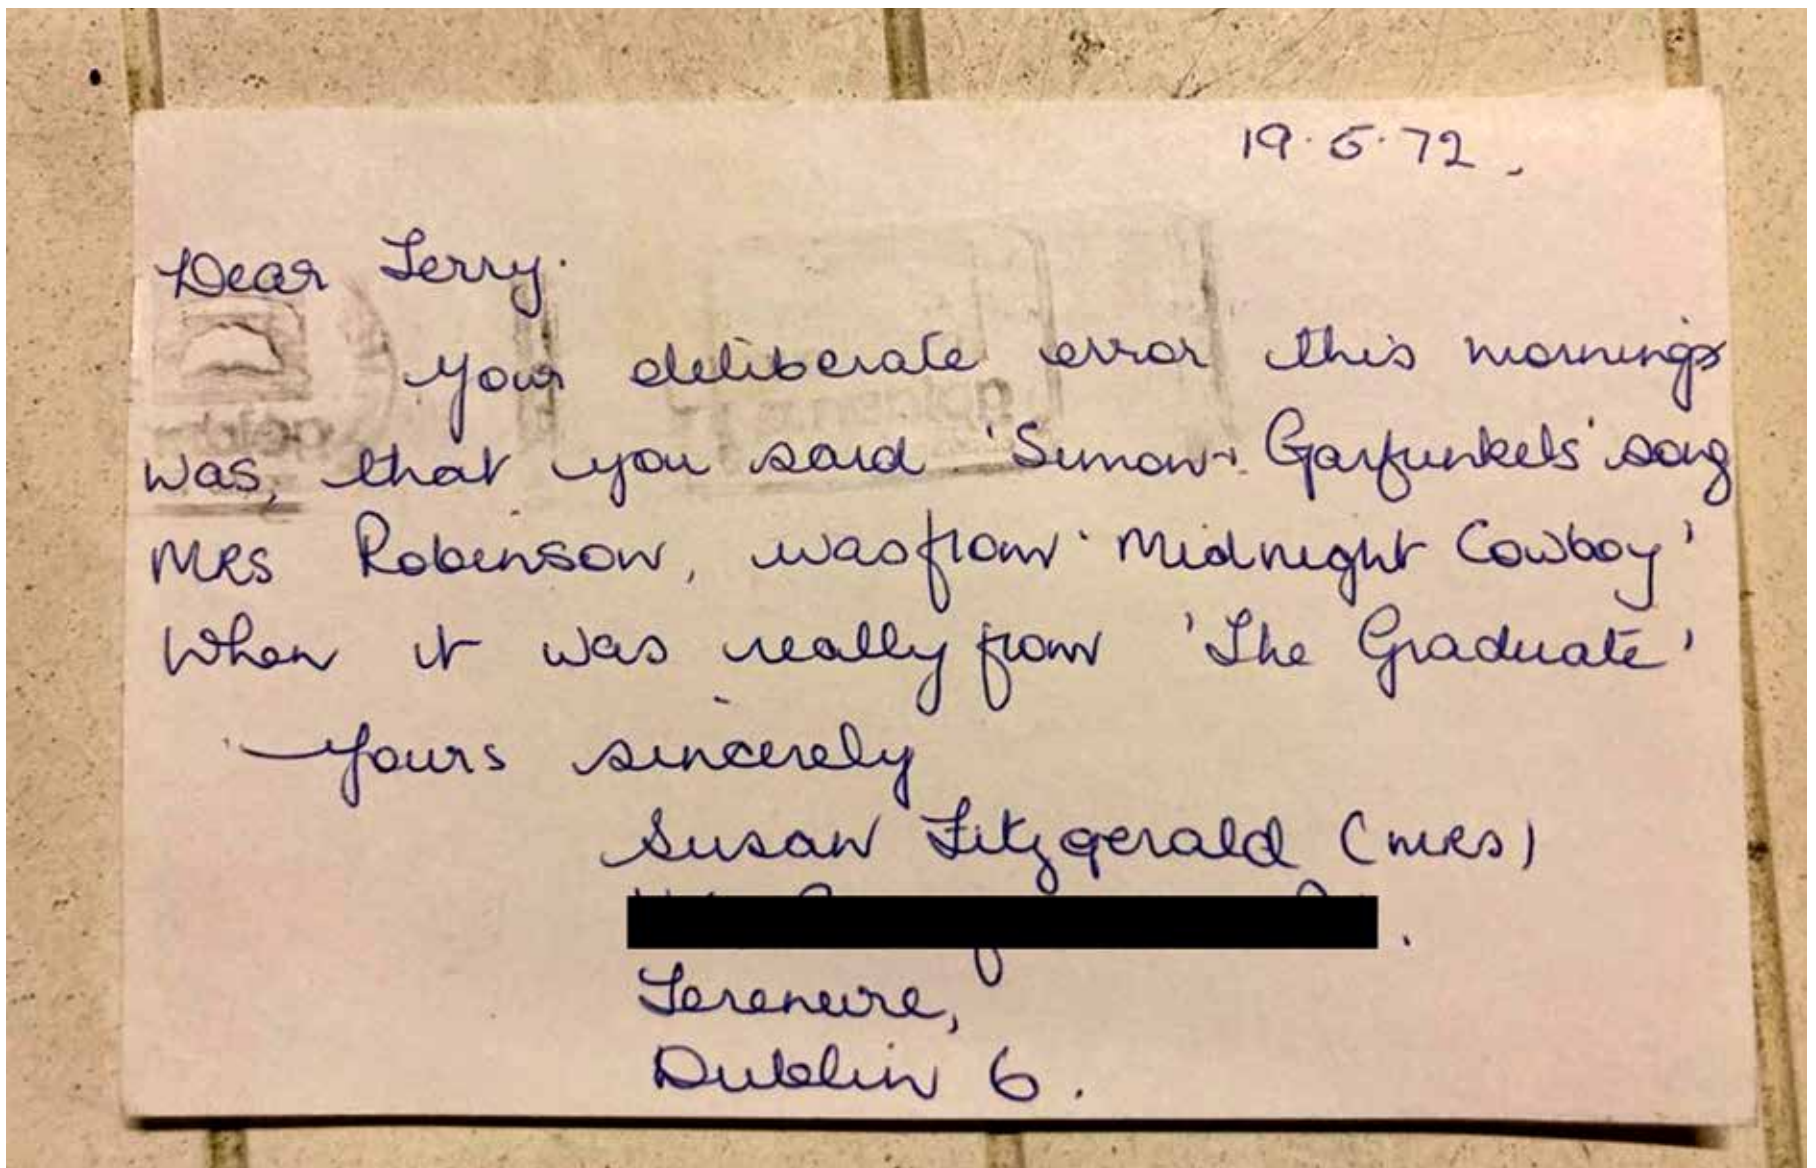 19.5.72.
Dear Terry.
Your deliberate error this mornings
was, that you said 'Simon + Garfunkels' song
MRS Robinson, was from 'Midnight Cowboy'
When it was really from 'The Graduate'
Yours sincerely
Susan Fitzgerald (MRS)
Terenure,
Dublin 6.